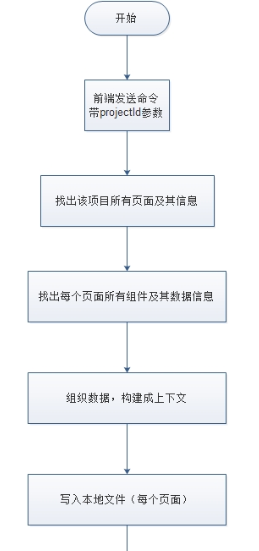 开始
前端发送命令
带projectId参数
找出该项目所有页面及其信息
找出每个页面所有组件及其数据信息
组织数据，构建成上下文
写入本地文件（每个页面）